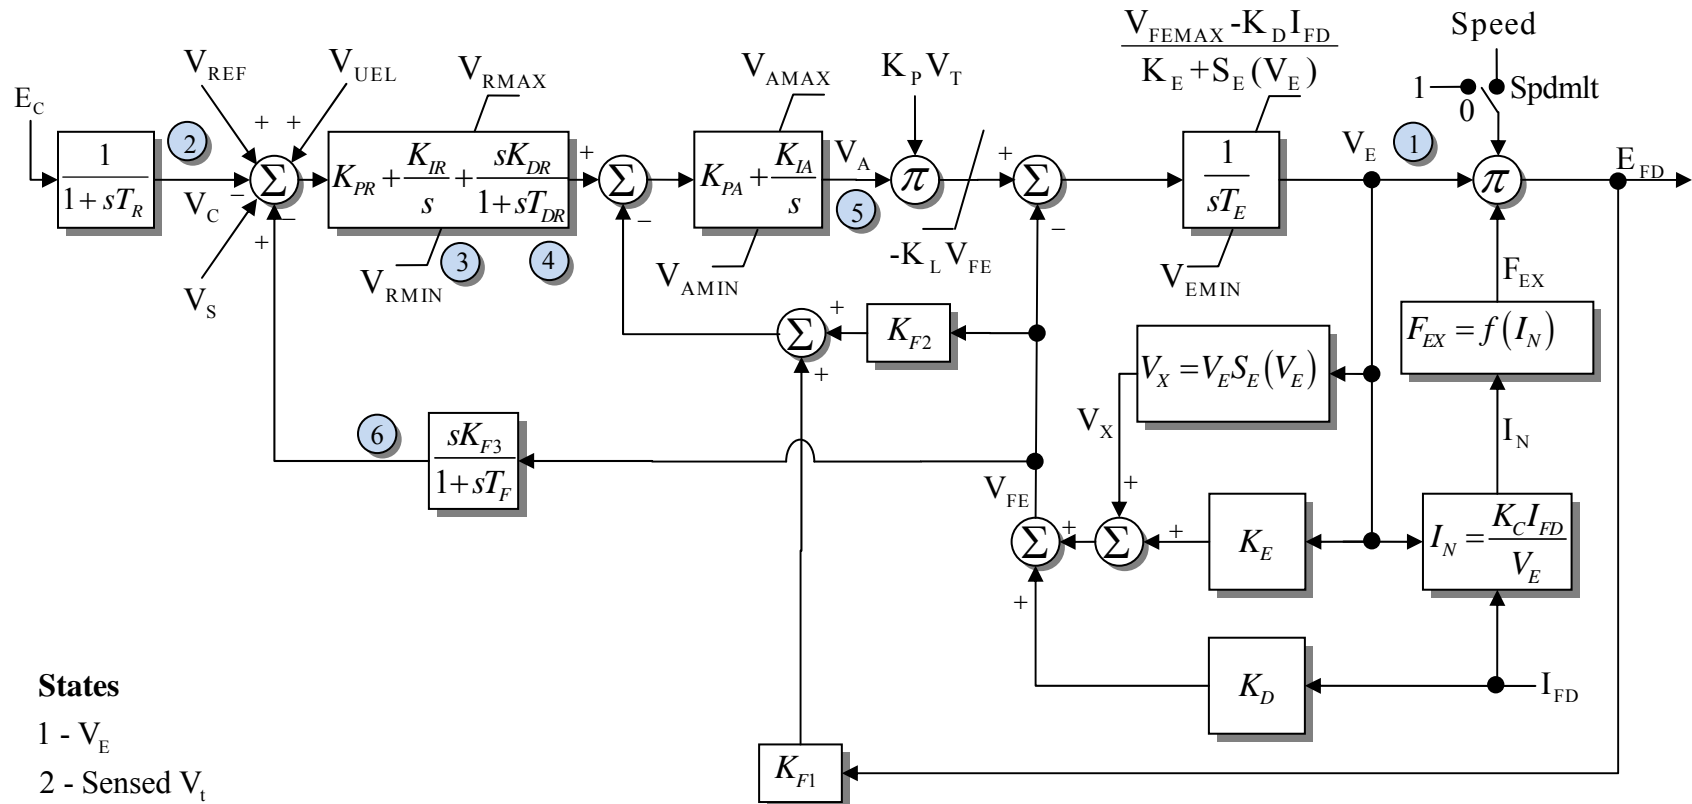 E_C
V_REF
V_UEL
1
1 + sT_R
2
V_C
V_S
+ +
−
−
+
Σ
V_RMAX
K_PR + K_IR/s + sK_DR/(1 + sT_DR)
V_RMIN
3
4
+
Σ
−
V_AMAX
K_PA + K_IA/s
V_AMIN
V_A
5
K_P V_T
π
-K_L V_FE
+
Σ
−
V_FEMAX - K_D I_FD
K_E + S_E(V_E)
1
sT_E
V_EMIN
V_E
1
Speed
1
0
Spdmlt
π
E_FD
F_EX
F_EX = f(I_N)
I_N
I_N = K_C I_FD / V_E
V_X = V_E S_E(V_E)
V_X
+
Σ
+
K_F2
+
6
sK_F3
1 + sT_F
V_FE
+
Σ
+
Σ
+
K_E
+
K_D
I_FD
K_F1
States
1 - V_E
2 - Sensed V_t